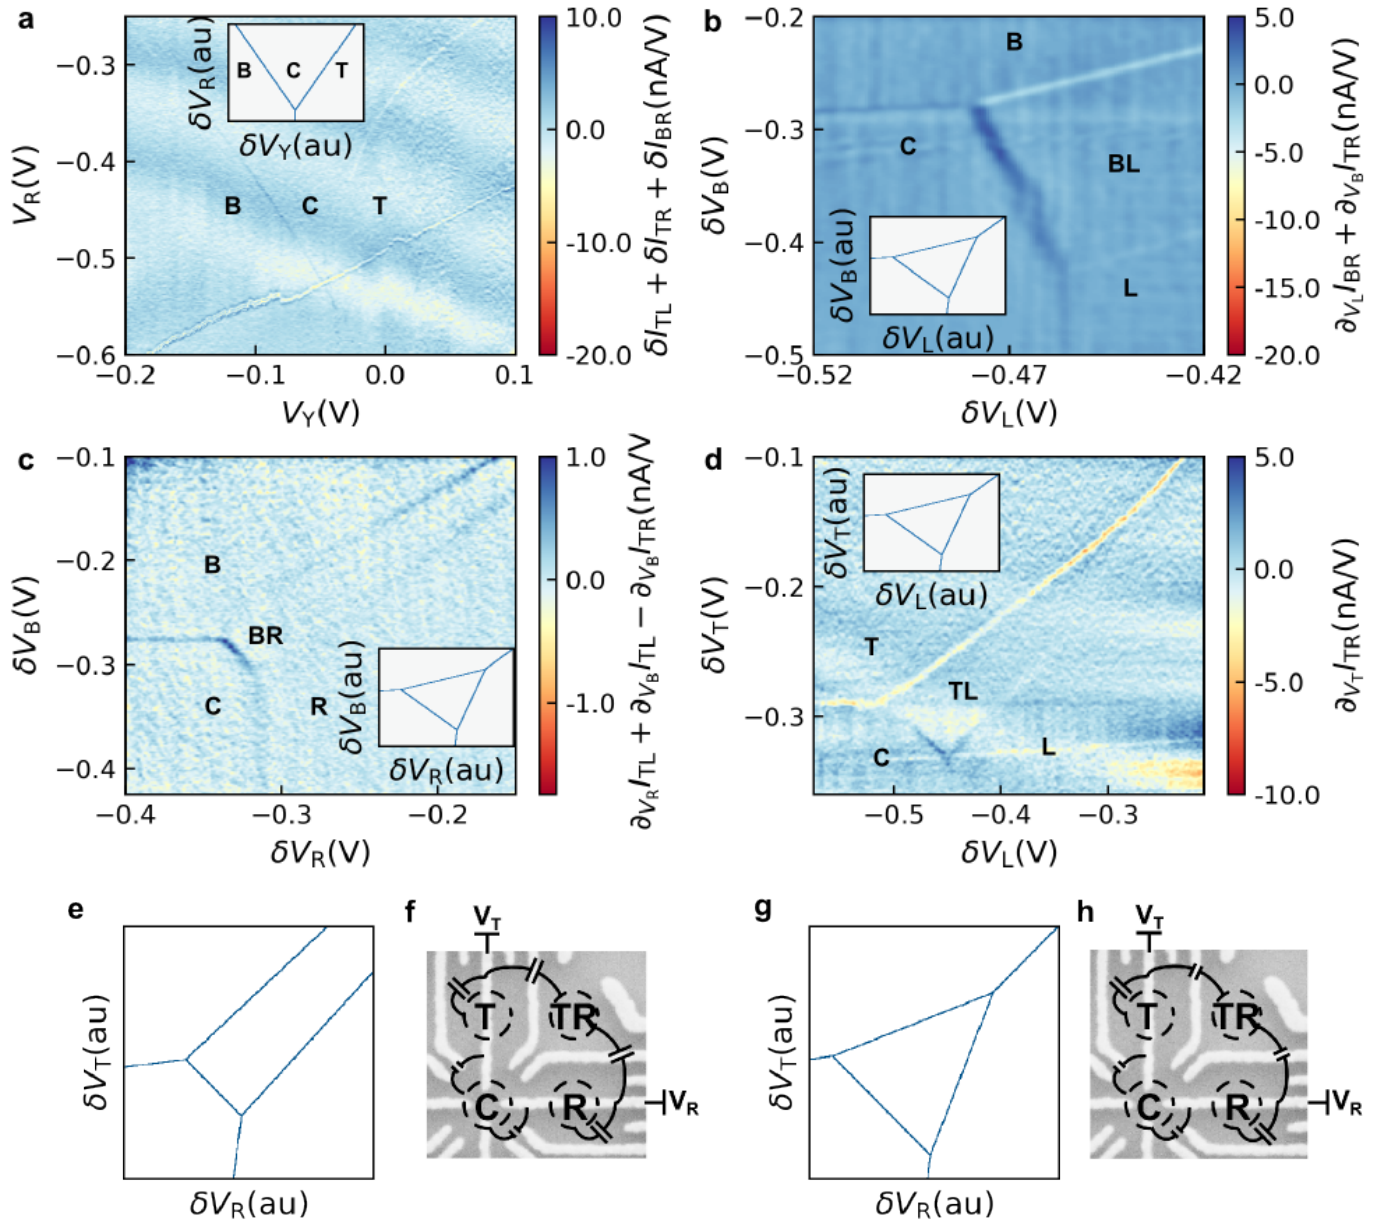 a
10.0
0.0
-10.0
-20.0
δI_TL + δI_TR + δI_BR(nA/V)
V_R(V)
−0.3
−0.4
−0.5
−0.6
−0.2
−0.1
0.0
0.1
V_Y(V)
B C T
δV_R(au)
δV_Y(au)
B C T
b
5.0
0.0
-5.0
-10.0
-15.0
-20.0
∂_{V_L}I_BR + ∂_{V_B}I_TR(nA/V)
δV_B(V)
−0.2
−0.3
−0.4
−0.5
−0.52
−0.47
−0.42
δV_L(V)
B
C
BL
L
δV_B(au)
δV_L(au)
c
1.0
0.0
-1.0
∂_{V_R}I_TL + ∂_{V_B}I_TL − ∂_{V_B}I_TR(nA/V
δV_B(V)
−0.1
−0.2
−0.3
−0.4
−0.4
−0.3
−0.2
δV_R(V)
B
BR
C
R
δV_B(au)
δV_R(au)
d
5.0
0.0
-5.0
-10.0
∂_{V_T}I_TR(nA/V)
δV_T(V)
−0.1
−0.2
−0.3
−0.5
−0.4
−0.3
δV_L(V)
δV_T(au)
δV_L(au)
T
TL
C
L
e
δV_T(au)
δV_R(au)
f
V_T
T TR
C R
V_R
g
δV_T(au)
δV_R(au)
h
V_T
T TR
C R
V_R